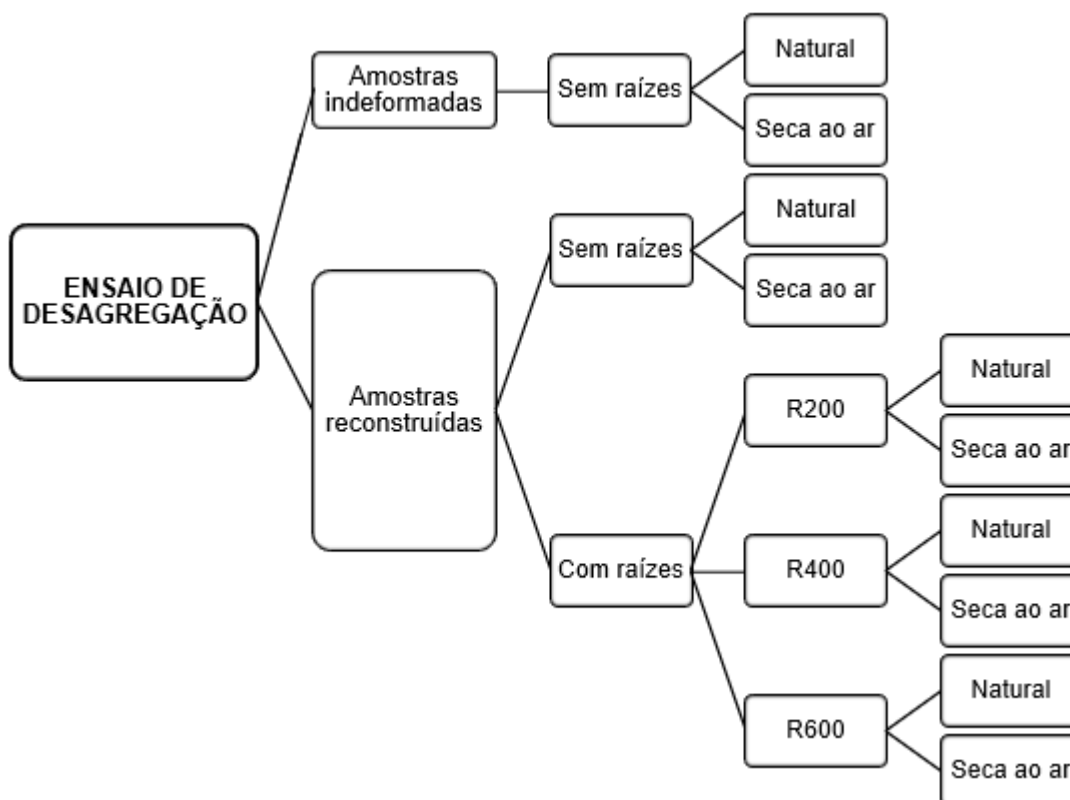 Natural
Amostras
indeformadas
Sem raízes
Seca ao ar
Natural
Sem raízes
Seca ao ar
ENSAIO DE
DESAGREGAÇÃO
Amostras
reconstruídas
Natural
R200
Seca ao ar
Natural
Com raízes
R400
Seca ao ar
Natural
R600
Seca ao ar